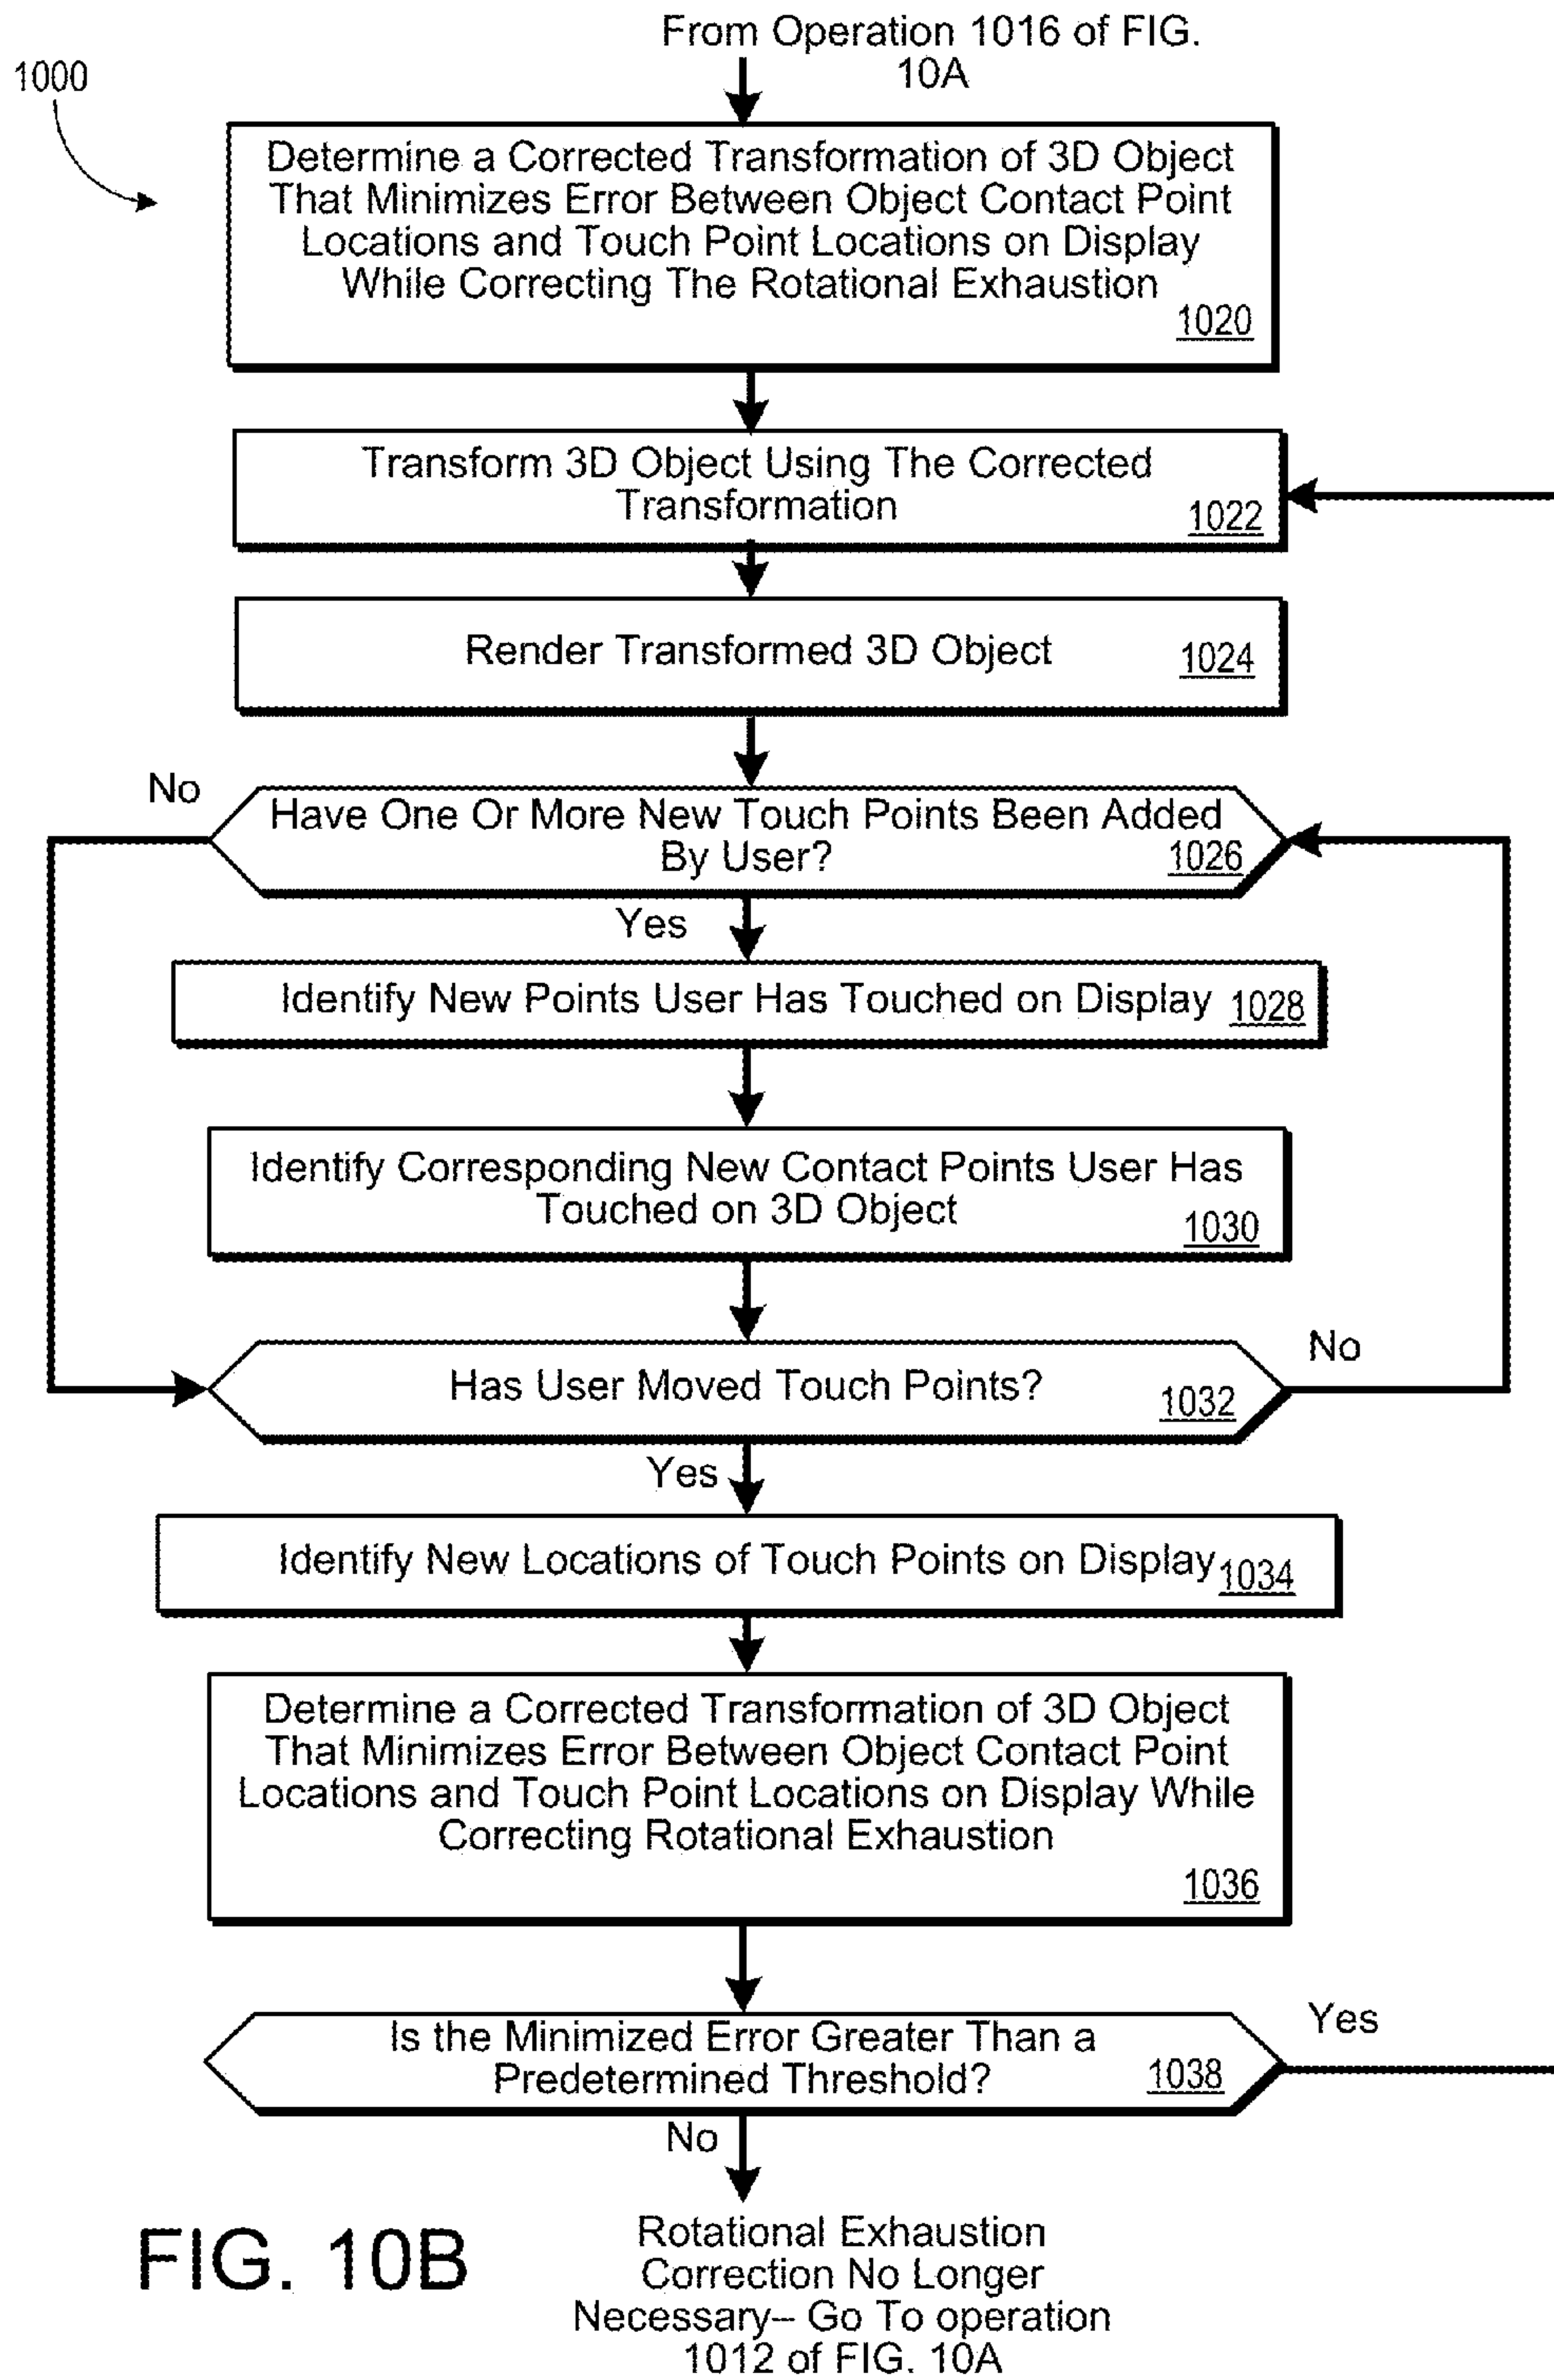 From Operation 1016 of FIG.
10A
1000
Determine a Corrected Transformation of 3D Object
That Minimizes Error Between Object Contact Point
Locations and Touch Point Locations on Display
While Correcting The Rotational Exhaustion
1020
Transform 3D Object Using The Corrected
Transformation
1022
Render Transformed 3D Object
1024
No
Have One Or More New Touch Points Been Added
By User?
1026
Yes
Identify New Points User Has Touched on Display
1028
Identify Corresponding New Contact Points User Has
Touched on 3D Object
1030
No
Has User Moved Touch Points?
1032
Yes
Identify New Locations of Touch Points on Display
1034
Determine a Corrected Transformation of 3D Object
That Minimizes Error Between Object Contact Point
Locations and Touch Point Locations on Display While
Correcting Rotational Exhaustion
1036
Yes
Is the Minimized Error Greater Than a
Predetermined Threshold?
1038
No
Rotational Exhaustion
Correction No Longer
Necessary-- Go To operation
1012 of FIG. 10A
FIG. 10B